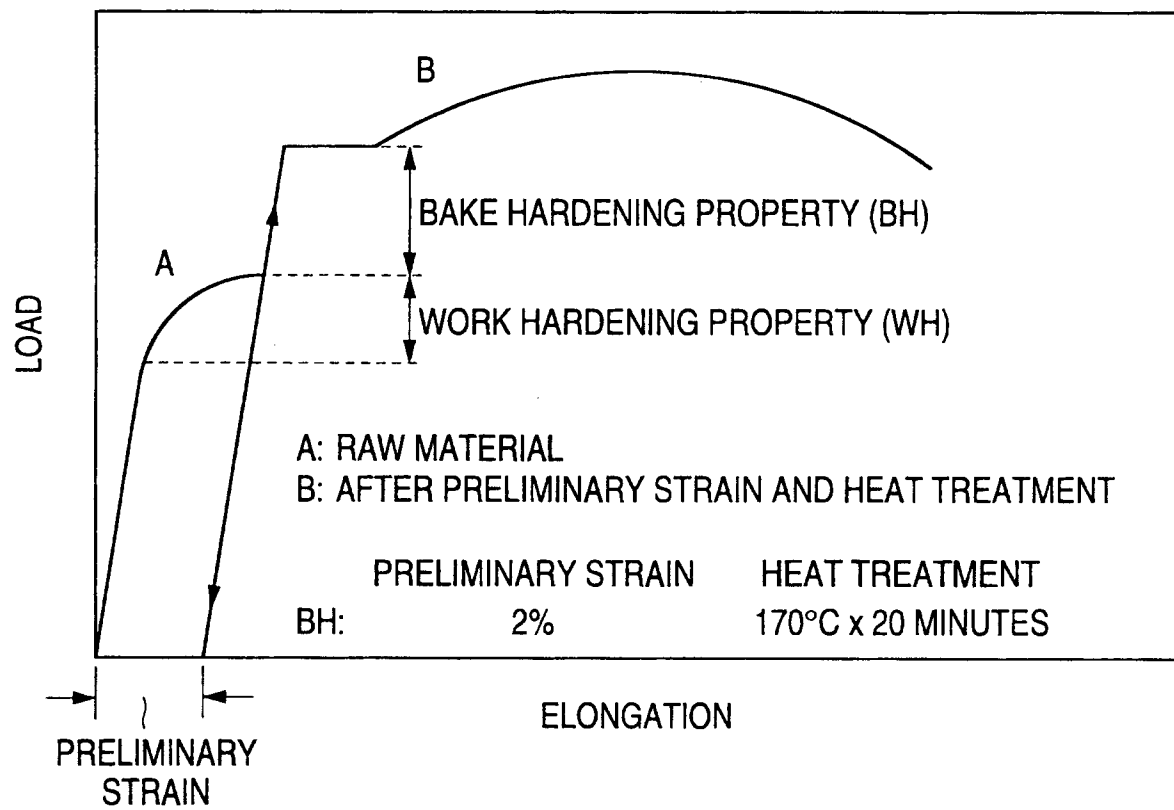 B
BAKE HARDENING PROPERTY (BH)
A
WORK HARDENING PROPERTY (WH)
LOAD
A: RAW MATERIAL
B: AFTER PRELIMINARY STRAIN AND HEAT TREATMENT
PRELIMINARY STRAIN HEAT TREATMENT
BH: 2% 170°C x 20 MINUTES
ELONGATION
PRELIMINARY
STRAIN